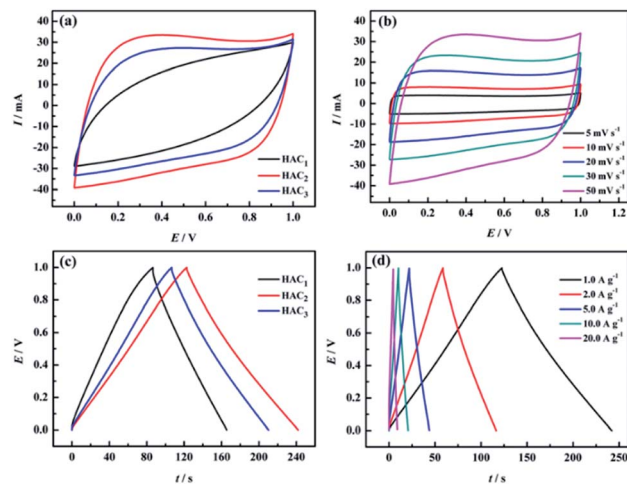 (a)
I / mA
40
30
20
10
0
-10
-20
-30
-40
HAC₁
HAC₂
HAC₃
0.0 0.2 0.4 0.6 0.8 1.0
E / V
(b)
I / mA
40
30
20
10
0
-10
-20
-30
-40
5 mV s⁻¹
10 mV s⁻¹
20 mV s⁻¹
30 mV s⁻¹
50 mV s⁻¹
0.0 0.2 0.4 0.6 0.8 1.0 1.2
E / V
(c)
E / V
1.0
0.8
0.6
0.4
0.2
0.0
HAC₁
HAC₂
HAC₃
0 40 80 120 160 200 240
t / s
(d)
E / V
1.0
0.8
0.6
0.4
0.2
0.0
1.0 A g⁻¹
2.0 A g⁻¹
5.0 A g⁻¹
10.0 A g⁻¹
20.0 A g⁻¹
0 50 100 150 200 250
t / s